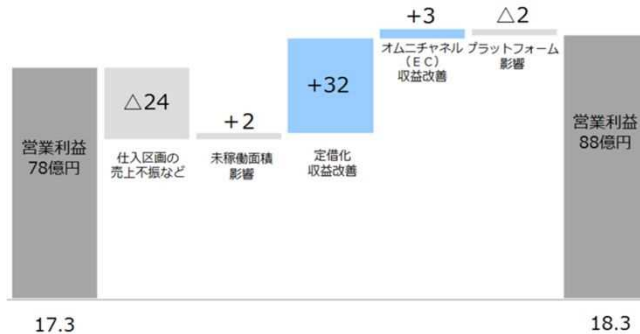 営業利益
78億円
△24
仕入区画の
売上不振など
+2
未稼働面積
影響
+32
定借化
収益改善
+3
オムニチャネル
（EC）
収益改善
△2
プラットフォーム
影響
営業利益
88億円
17.3
18.3